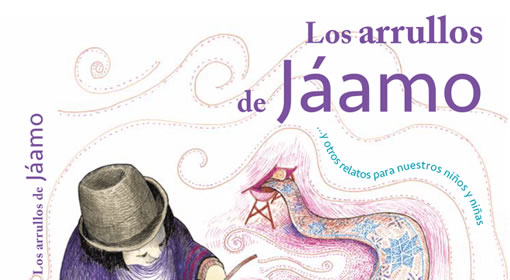 Los arrullos
de Jáamo
...y otros relatos para nuestros niños y niñas
Los arrullos de Jáamo